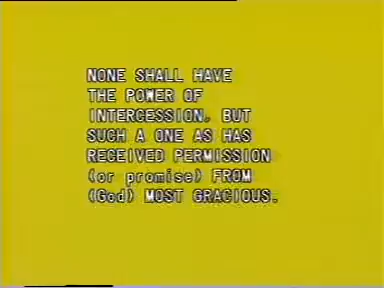 NONE SHALL HAVE
THE POWER OF
INTERCESSION, BUT
SUCH A ONE AS HAS
RECEIVED PERMISSION
(or promise) FROM
(God) MOST GRACIOUS.